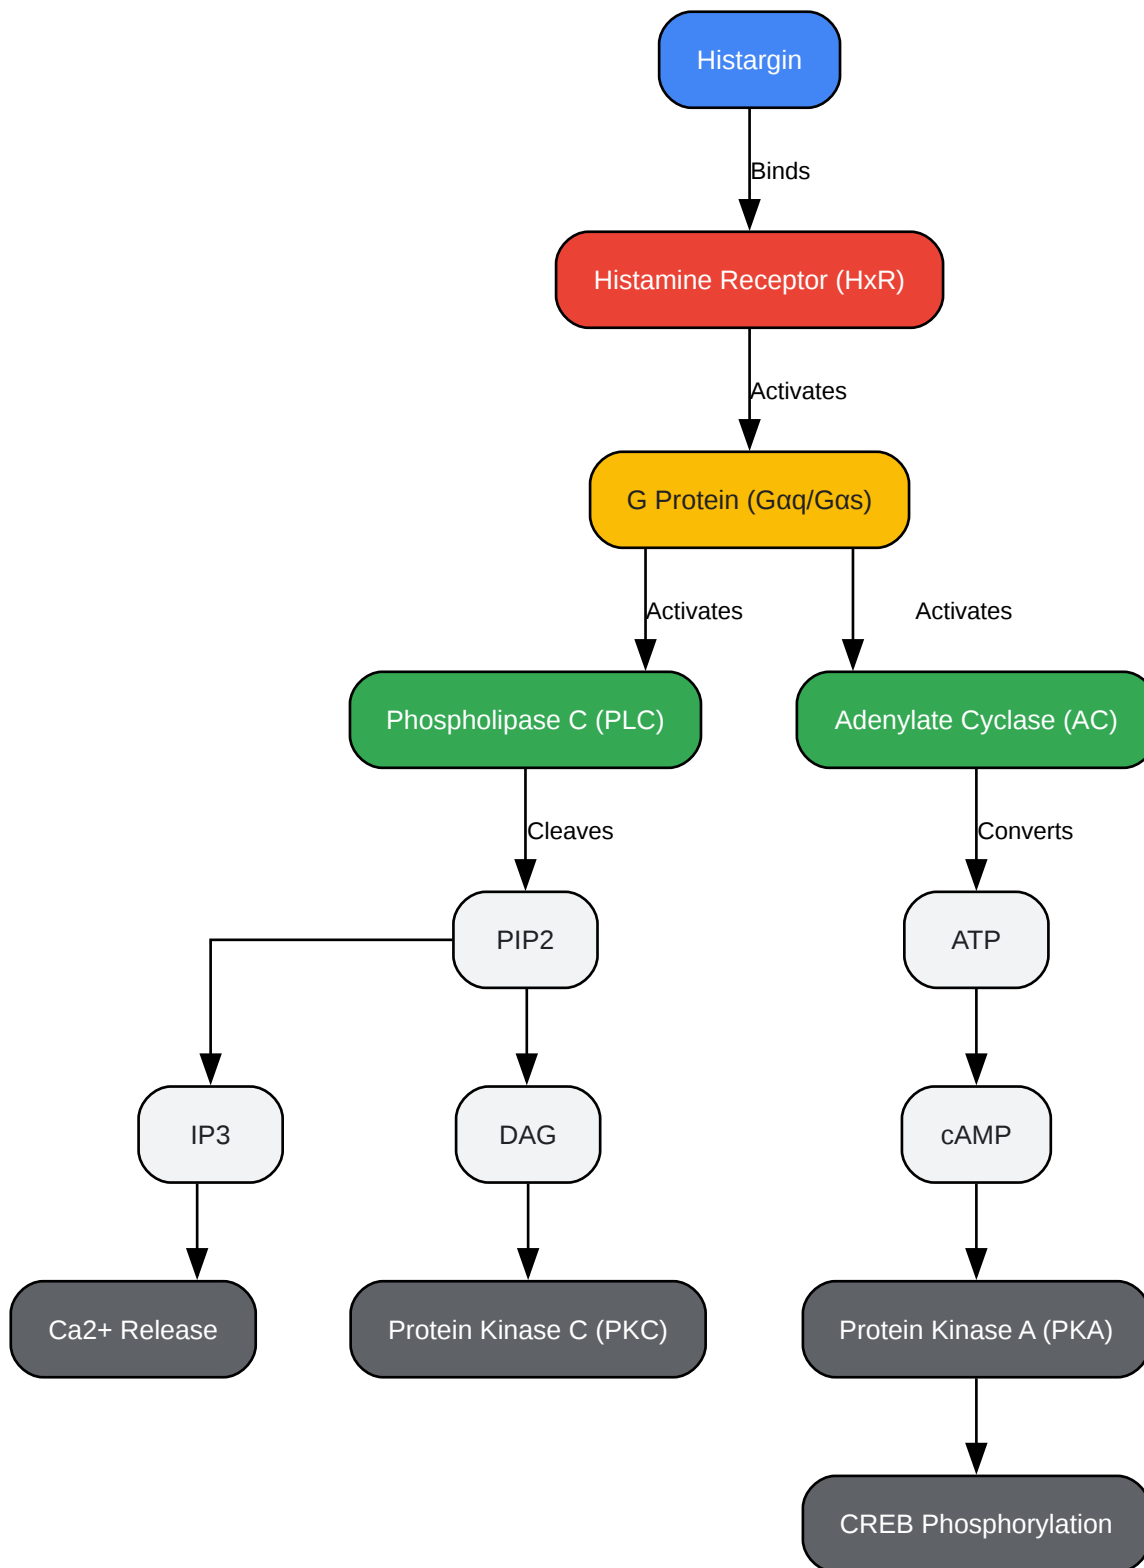 Histargin
Binds
Histamine Receptor (HxR)
Activates
G Protein (Gαq/Gαs)
Activates
Activates
Phospholipase C (PLC)
Adenylate Cyclase (AC)
Cleaves
Converts
PIP2
ATP
IP3
DAG
cAMP
Ca2+ Release
Protein Kinase C (PKC)
Protein Kinase A (PKA)
CREB Phosphorylation